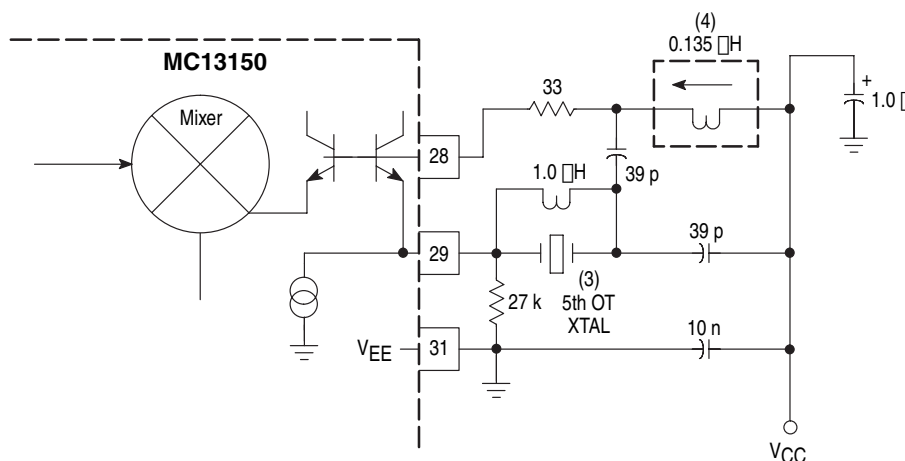 (4)
0.135 □H
MC13150
+
1.0 □
33
Mixer
28
39 p
1.0 □H
29
39 p
(3)
5th OT
XTAL
27 k
10 n
VEE
31
VCC